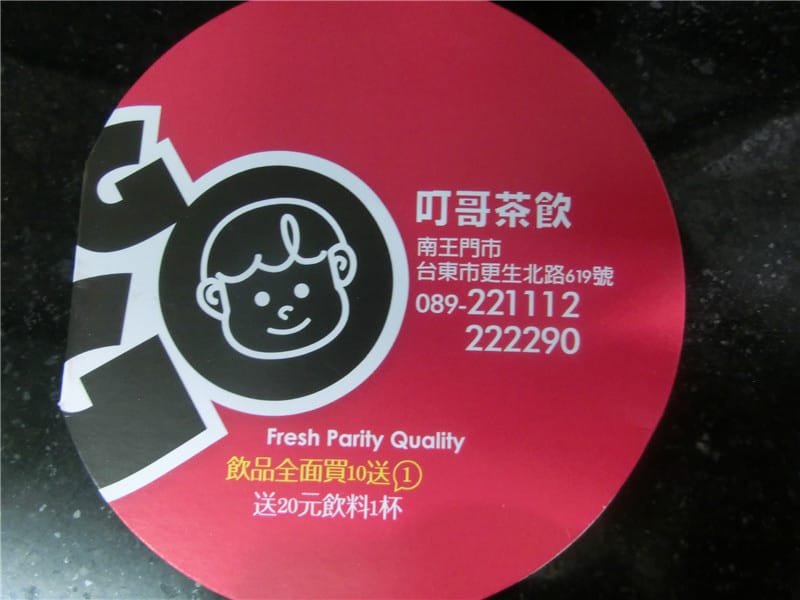 叮哥茶飲
南王門市
台東市更生北路619號
089-221112
222290
Fresh Parity Quality
飲品全面買10送1
送20元飲料1杯